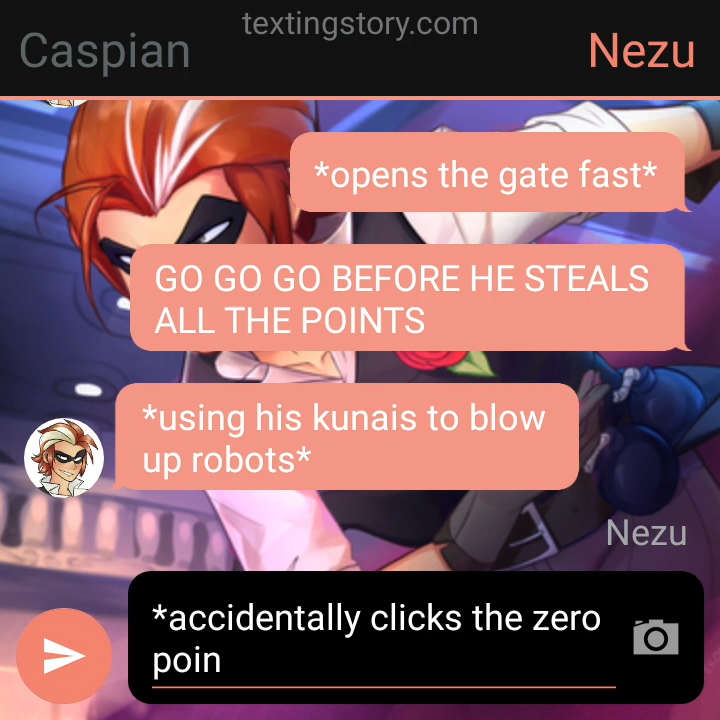 textingstory.com
Caspian
Nezu
*opens the gate fast*
GO GO GO BEFORE HE STEALS
ALL THE POINTS
*using his kunais to blow
up robots*
Nezu
*accidentally clicks the zero
poin